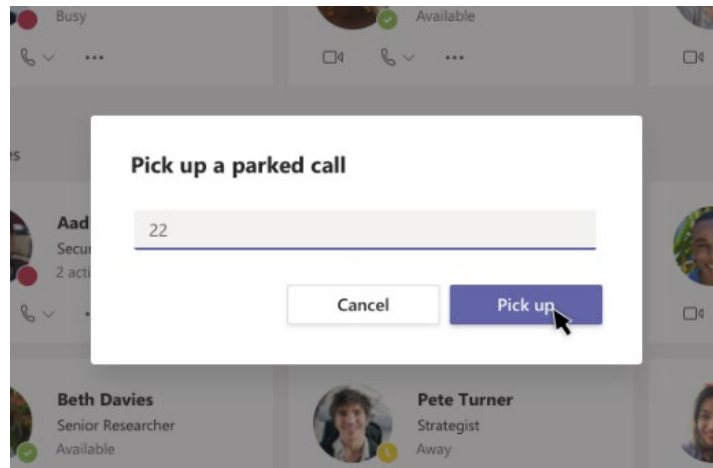 Busy
Available
Pick up a parked call
Aad
2 acti
22
Cancel
Pick up
Beth Davies
Senior Researcher
Available
Pete Turner
Strategist
Away